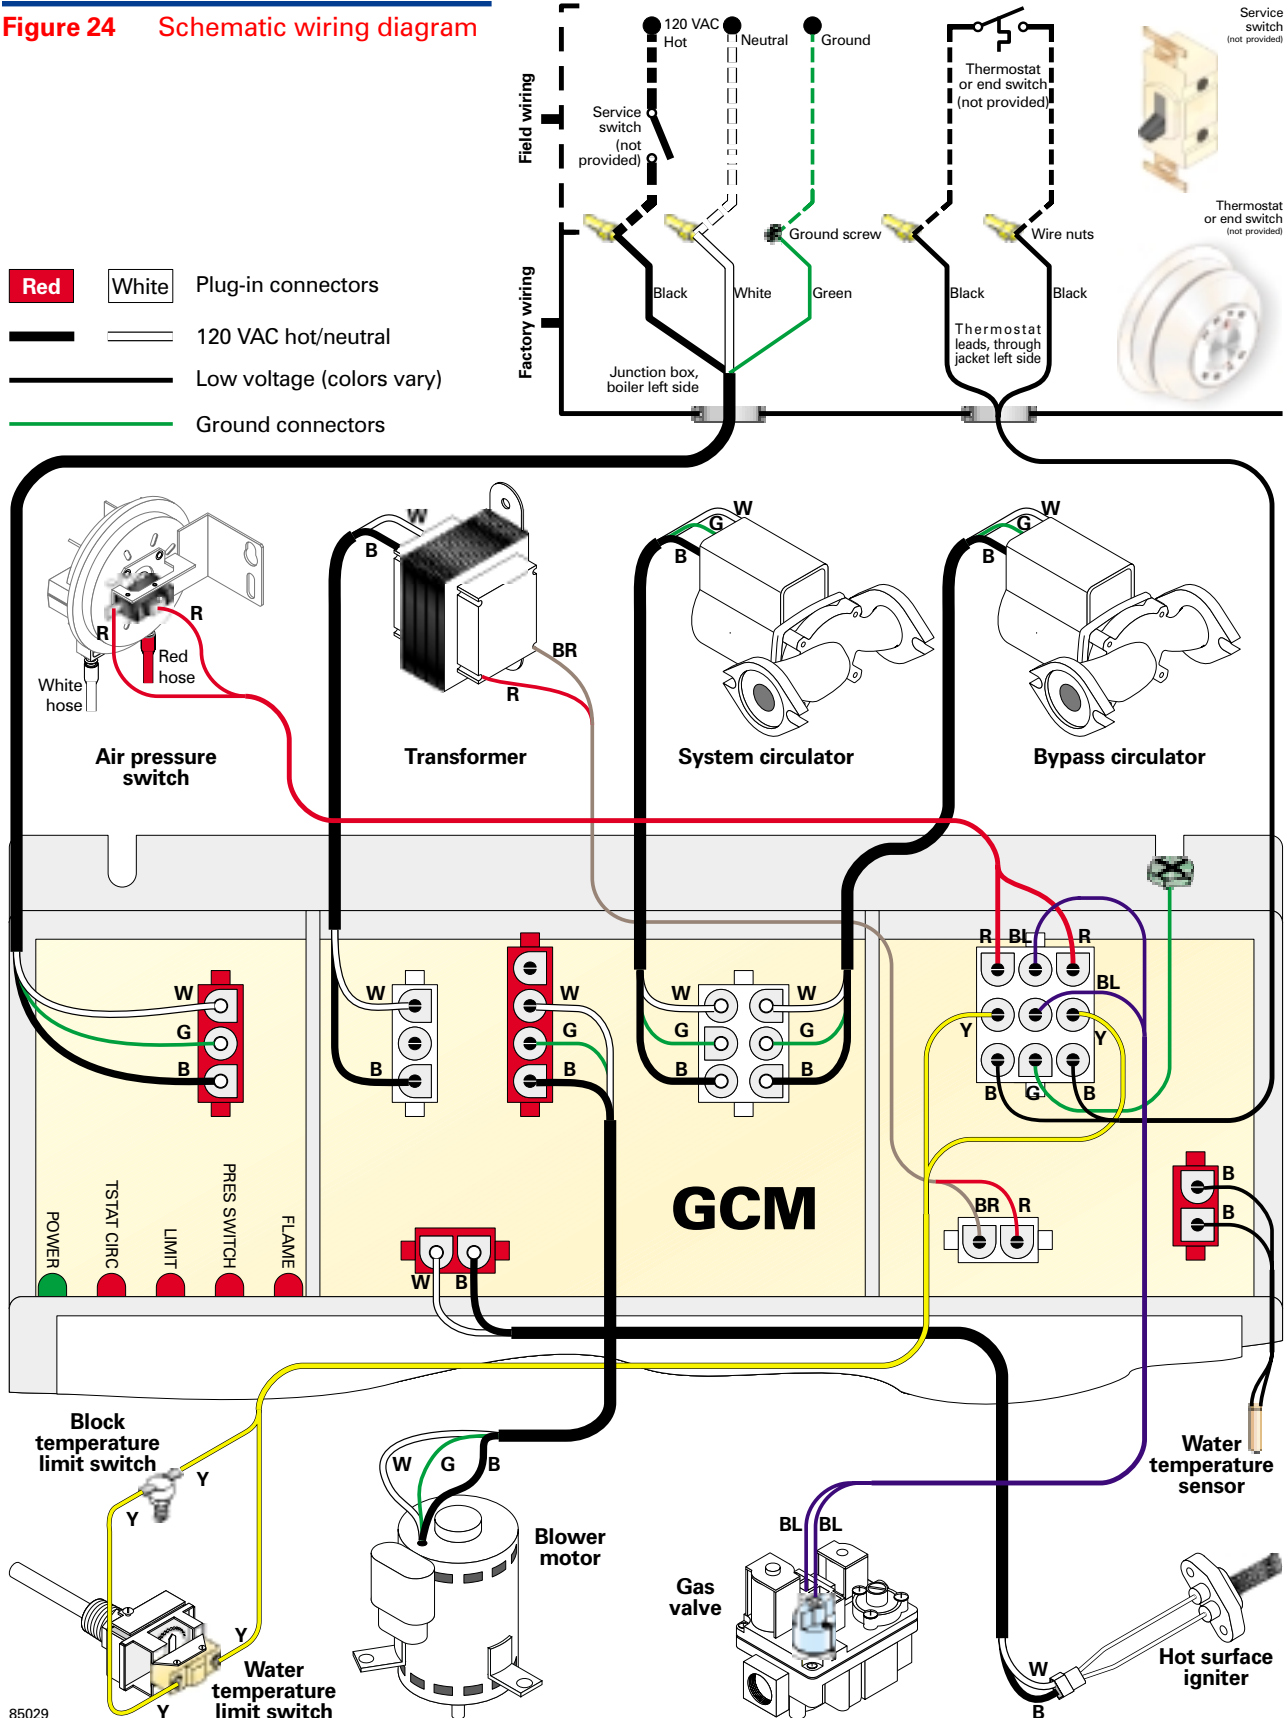 Figure 24 Schematic wiring diagram
Field wiring
Factory wiring
120 VAC
Hot
Neutral
Ground
Service
switch
(not
provided)
Thermostat
or end switch
(not provided)
Service
switch
(not provided)
Thermostat
or end switch
(not provided)
Ground screw
Wire nuts
Black
White
Green
Black
Black
Thermostat
leads, through
jacket left side
Junction box,
boiler left side
Red White Plug-in connectors
120 VAC hot/neutral
Low voltage (colors vary)
Ground connectors
R
R
Red
hose
White
hose
Air pressure
switch
W
B
BR
R
Transformer
W
G
B
System circulator
W
G
B
Bypass circulator
W
G
B
W
B
W
G
B
W
G
B
W
G
B
R BL R
BL
Y
Y
B G B
B
B
BR R
GCM
POWER
TSTAT CIRC
LIMIT
PRES SWITCH
FLAME
W B
Block
temperature
limit switch
Y
Y
Y
Y
Water
temperature
limit switch
W G B
Blower
motor
BL BL
Gas
valve
Water
temperature
sensor
W
B
Hot surface
igniter
85029